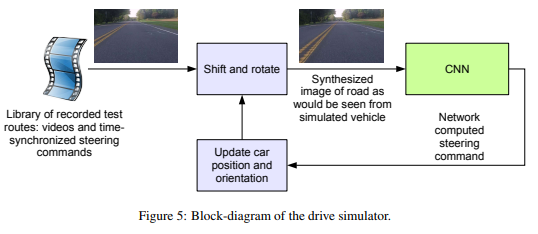 Library of recorded test
routes: videos and time-
synchronized steering
commands
Shift and rotate
Synthesized
image of road as
would be seen from
simulated vehicle
CNN
Network
computed
steering
command
Update car
position and
orientation
Figure 5: Block-diagram of the drive simulator.